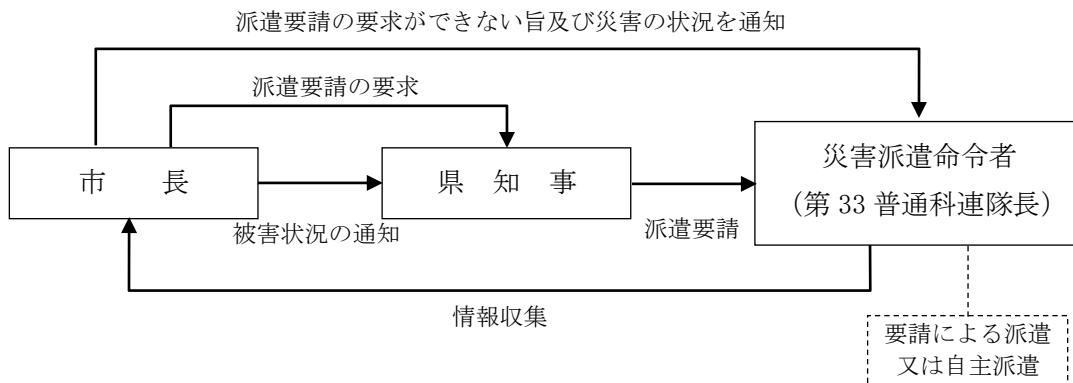 派遣要請の要求ができない旨及び災害の状況を通知
派遣要請の要求
市　長
県　知　事
災害派遣命令者
（第 33 普通科連隊長）
被害状況の通知
派遣要請
情報収集
要請による派遣
又は自主派遣